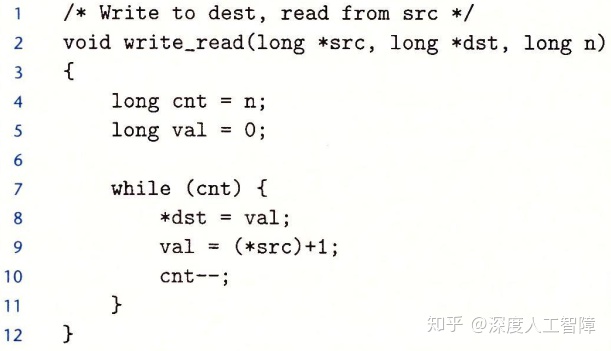 1 /* Write to dest, read from src */
2 void write_read(long *src, long *dst, long n)
3 {
4     long cnt = n;
5     long val = 0;
6
7     while (cnt) {
8         *dst = val;
9         val = (*src)+1;
10         cnt--;
11     }
12 }
知乎 @深度人工智障